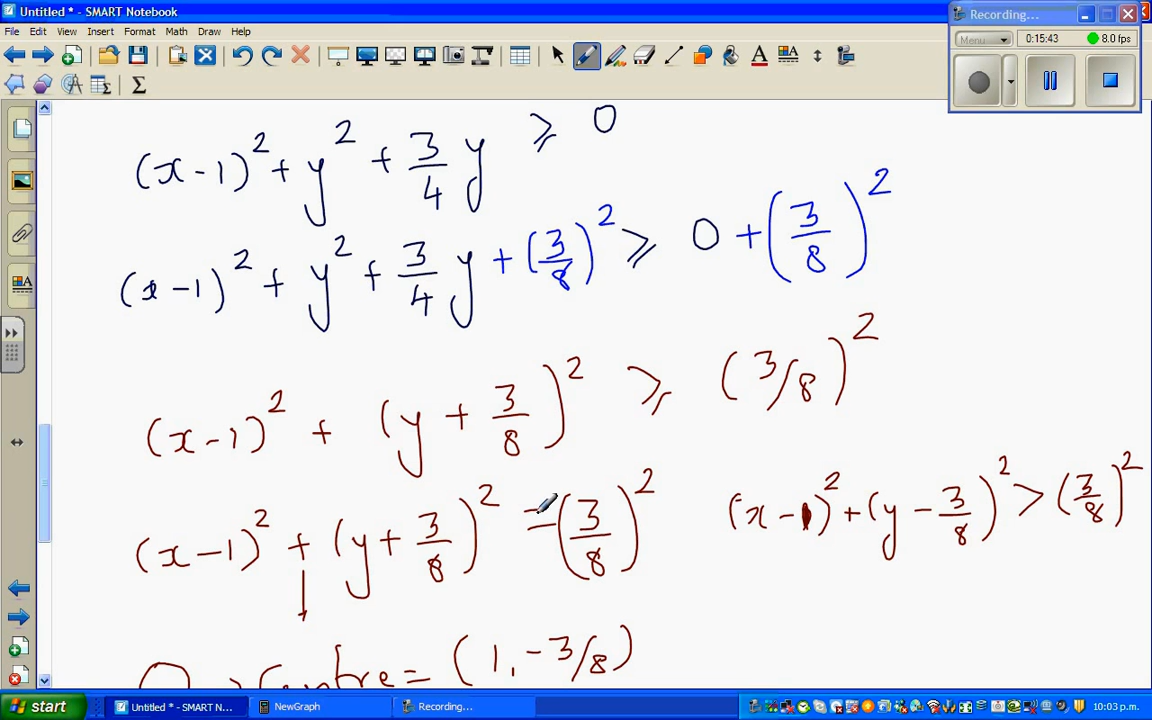 Untitled * - SMART Notebook
File Edit View Insert Format Math Draw Help
Recording...
Menu
0:15:43 8.0 fps
(x-1)² + y² + 3/4 y ⩾ 0
(x-1)² + y² + 3/4 y + (3/8)² ⩾ 0 + (3/8)²
(x-1)² + (y + 3/8)² ⩾ (3/8)²
(x-1)² + (y + 3/8)² = (3/8)²
(x-1)² + (y - 3/8)² > (3/8)²
Centre = (1, -3/8)
start Untitled * - SMART N... NewGraph Recording... 10:03 p.m.